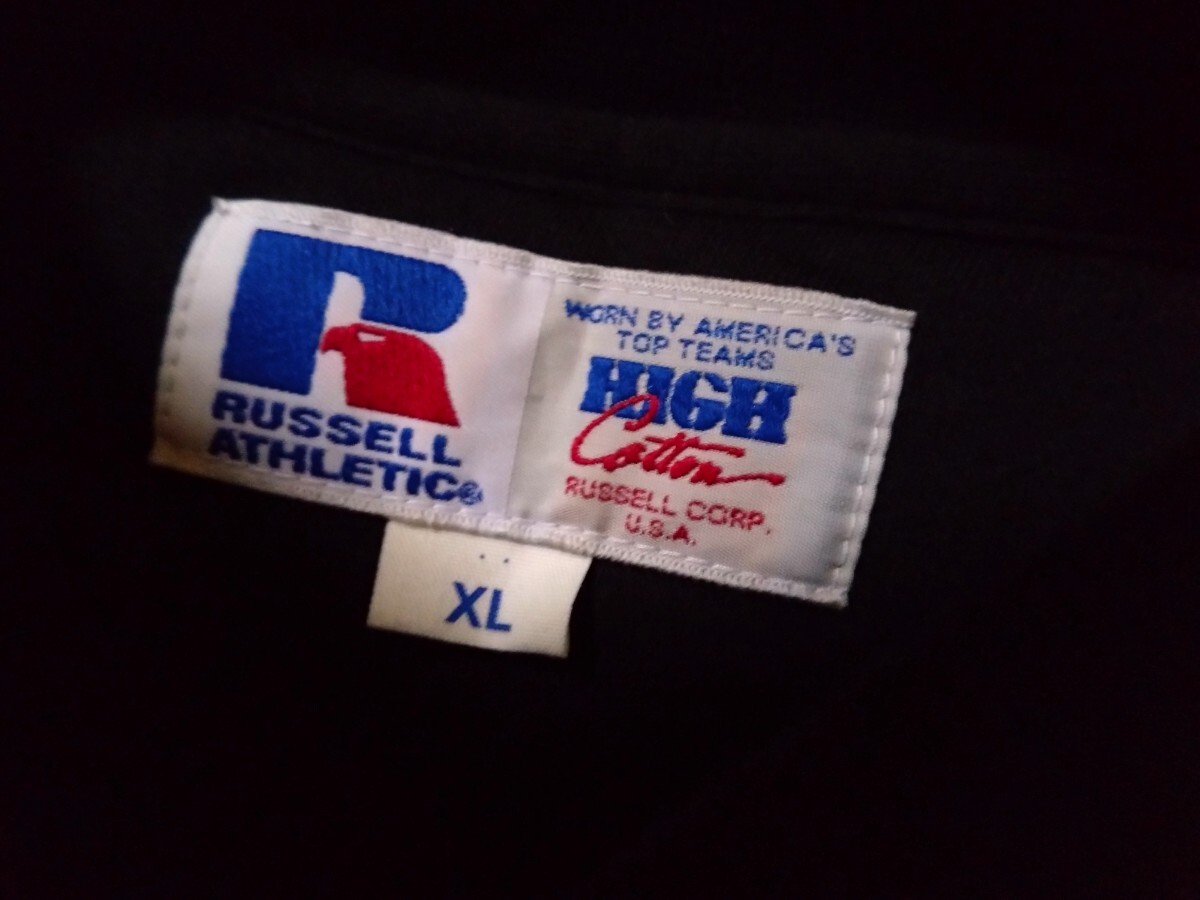 RUSSELL
ATHLETIC®
WORN BY AMERICA'S
TOP TEAMS
HIGH
Cotton
RUSSELL CORP.
U.S.A.
XL